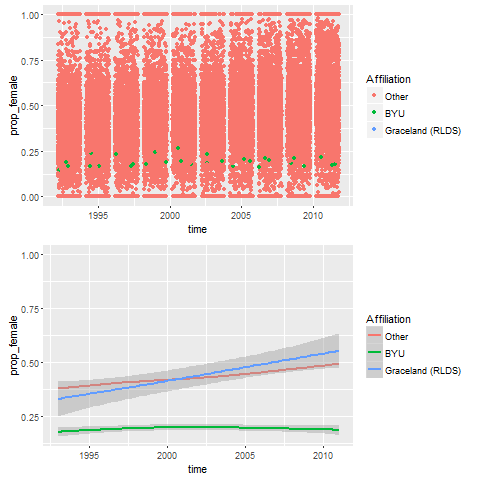 1.00
0.75
0.50
0.25
0.00
prop_female
1995
2000
2005
2010
time
Affiliation
Other
BYU
Graceland (RLDS)
1.00
0.75
0.50
0.25
prop_female
1995
2000
2005
2010
time
Affiliation
Other
BYU
Graceland (RLDS)